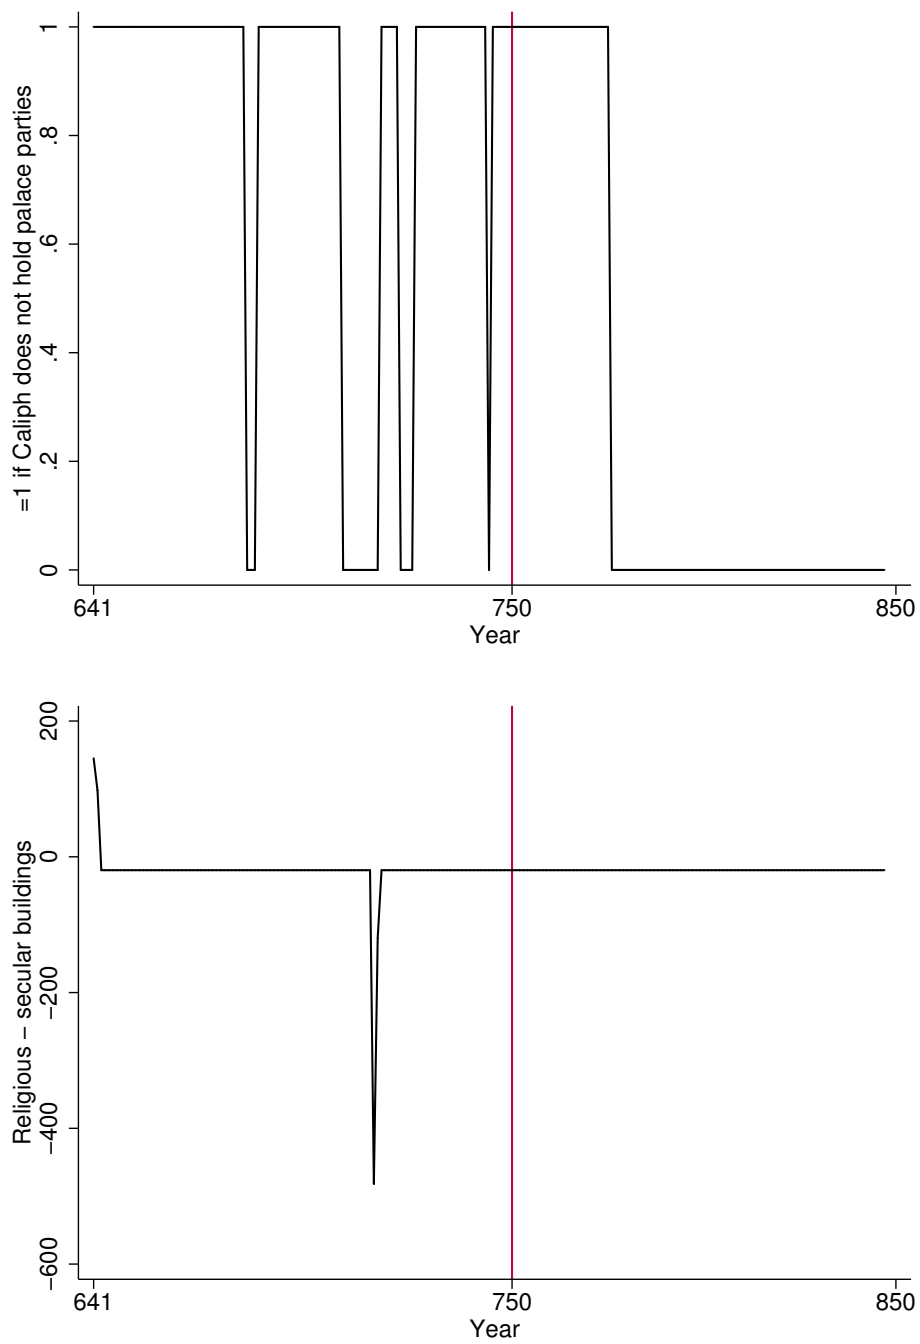 =1 if Caliph does not hold palace parties
1
.8
.6
.4
.2
0
641 750 850
Year
Religious − secular buildings
200
0
−200
−400
−600
641 750 850
Year